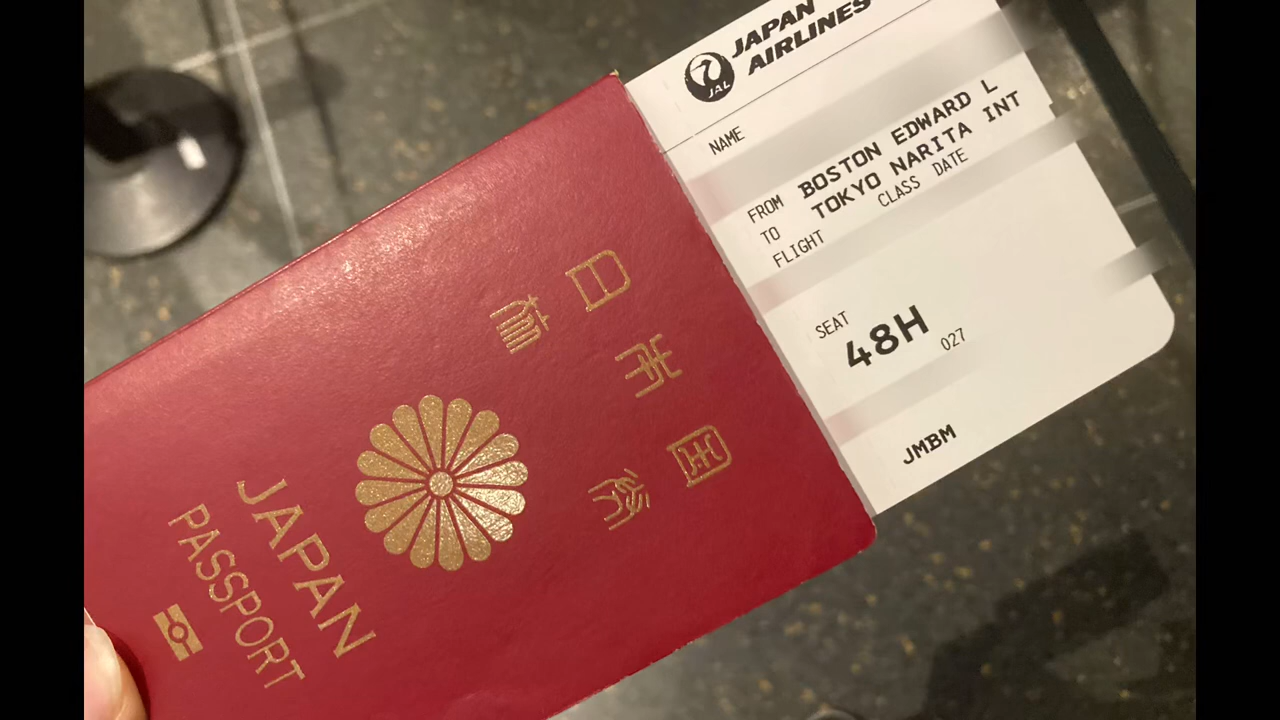 JAPAN
AIRLINES
JAL
NAME
FROM BOSTON EDWARD L
TO TOKYO NARITA INT
FLIGHT CLASS DATE
SEAT
48H 027
JMBM
日本国
旅券
JAPAN
PASSPORT